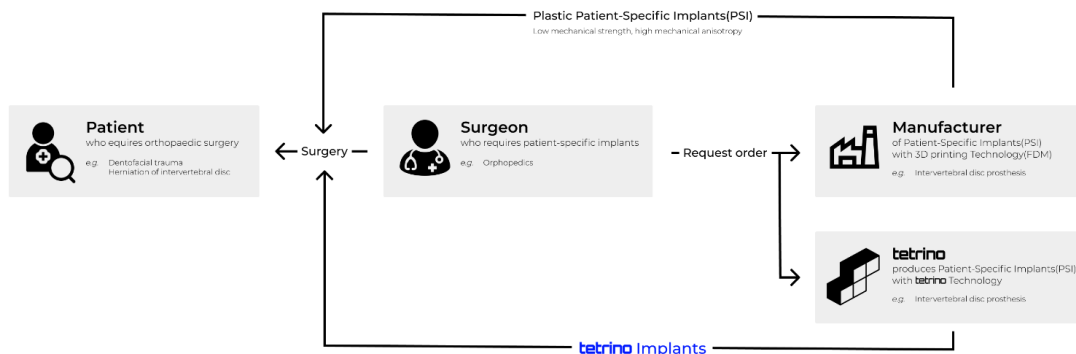 Plastic Patient-Specific Implants(PSI)
Low mechanical strength, high mechanical anisotropy
Patient
who equires orthopaedic surgery
e.g. Dentofacial trauma
Herniation of intervertebral disc
Surgery
Surgeon
who requires patient-specific implants
e.g. Orphopedics
Request order
Manufacturer
of Patient-Specific Implants(PSI)
with 3D printing Technology(FDM)
e.g. Intervertebral disc prosthesis
tetrino
produces Patient-Specific Implants(PSI)
with tetrino Technology
e.g. Intervertebral disc prosthesis
tetrino Implants